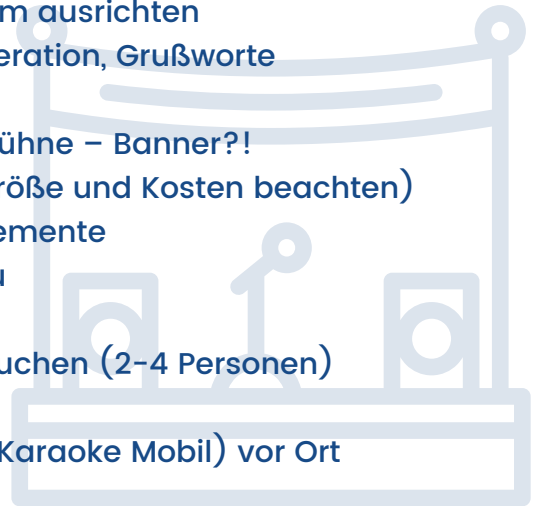 m ausrichten
eration, Grußworte
ühne – Banner?!
röße und Kosten beachten)
emente
u
uchen (2-4 Personen)
Karaoke Mobil) vor Ort